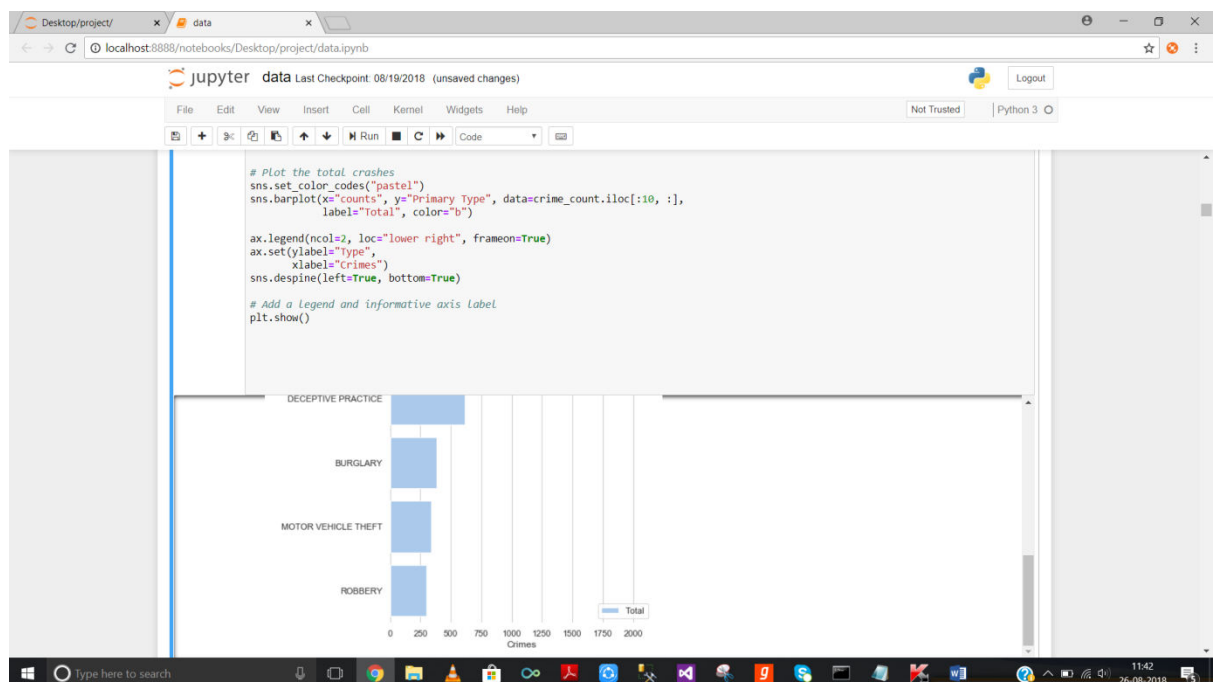 Desktop/project/
data
localhost:8888/notebooks/Desktop/project/data.ipynb
jupyter data Last Checkpoint: 08/19/2018 (unsaved changes)
Logout
File Edit View Insert Cell Kernel Widgets Help
Not Trusted
Python 3
Run
Code
# Plot the total crashes
sns.set_color_codes("pastel")
sns.barplot(x="counts", y="Primary Type", data=crime_count.iloc[:10, :],
label="Total", color="b")
ax.legend(ncol=2, loc="lower right", frameon=True)
ax.set(ylabel="Type",
xlabel="Crimes")
sns.despine(left=True, bottom=True)
# Add a legend and informative axis label
plt.show()
DECEPTIVE PRACTICE
BURGLARY
MOTOR VEHICLE THEFT
ROBBERY
Total
0 250 500 750 1000 1250 1500 1750 2000
Crimes
Type here to search
11:42
26-08-2018